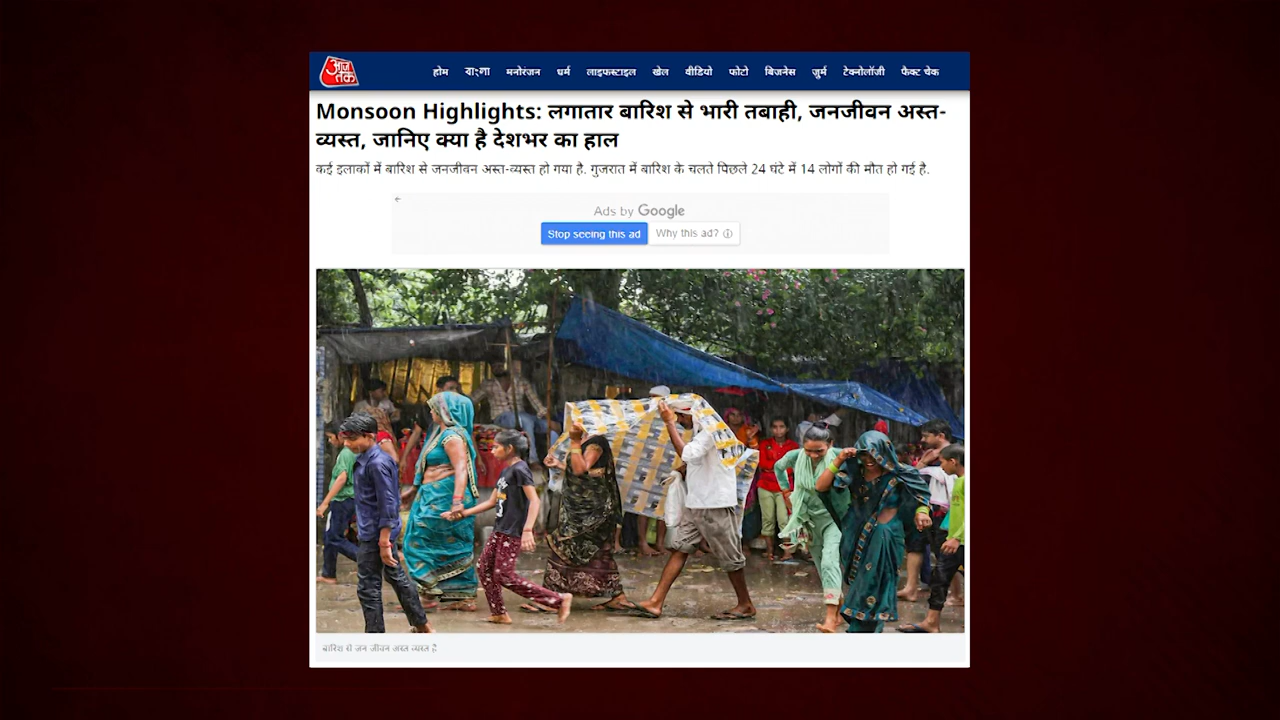 आज
तक
होम বাংলা मनोरंजन धर्म लाइफस्टाइल खेल वीडियो फोटो बिजनेस जुर्म टेक्नोलॉजी फैक्ट चेक
Monsoon Highlights: लगातार बारिश से भारी तबाही, जनजीवन अस्त-
व्यस्त, जानिए क्या है देशभर का हाल
कई इलाकों में बारिश से जनजीवन अस्त-व्यस्त हो गया है. गुजरात में बारिश के चलते पिछले 24 घंटे में 14 लोगों की मौत हो गई है.
Ads by Google
Stop seeing this ad Why this ad?
बारिश से जन जीवन अस्त व्यस्त है